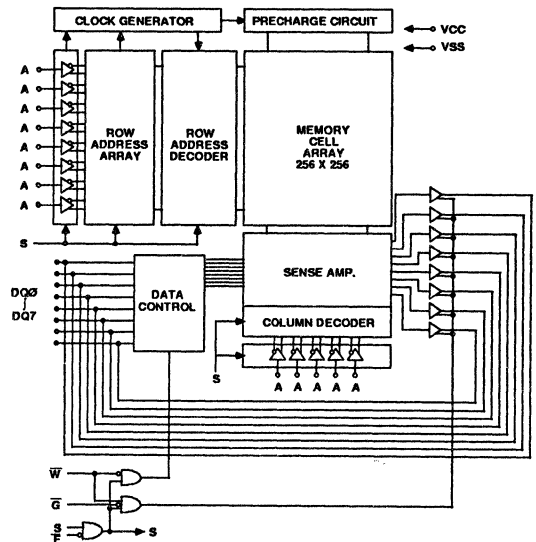 CLOCK GENERATOR
PRECHARGE CIRCUIT
VCC
VSS
A
A
A
A
A
A
A
A
ROW
ADDRESS
ARRAY
ROW
ADDRESS
DECODER
MEMORY
CELL
ARRAY
256 X 256
S
DQ0
DQ7
DATA
CONTROL
SENSE AMP.
COLUMN DECODER
S
A A A A A
W
G
S
E
S